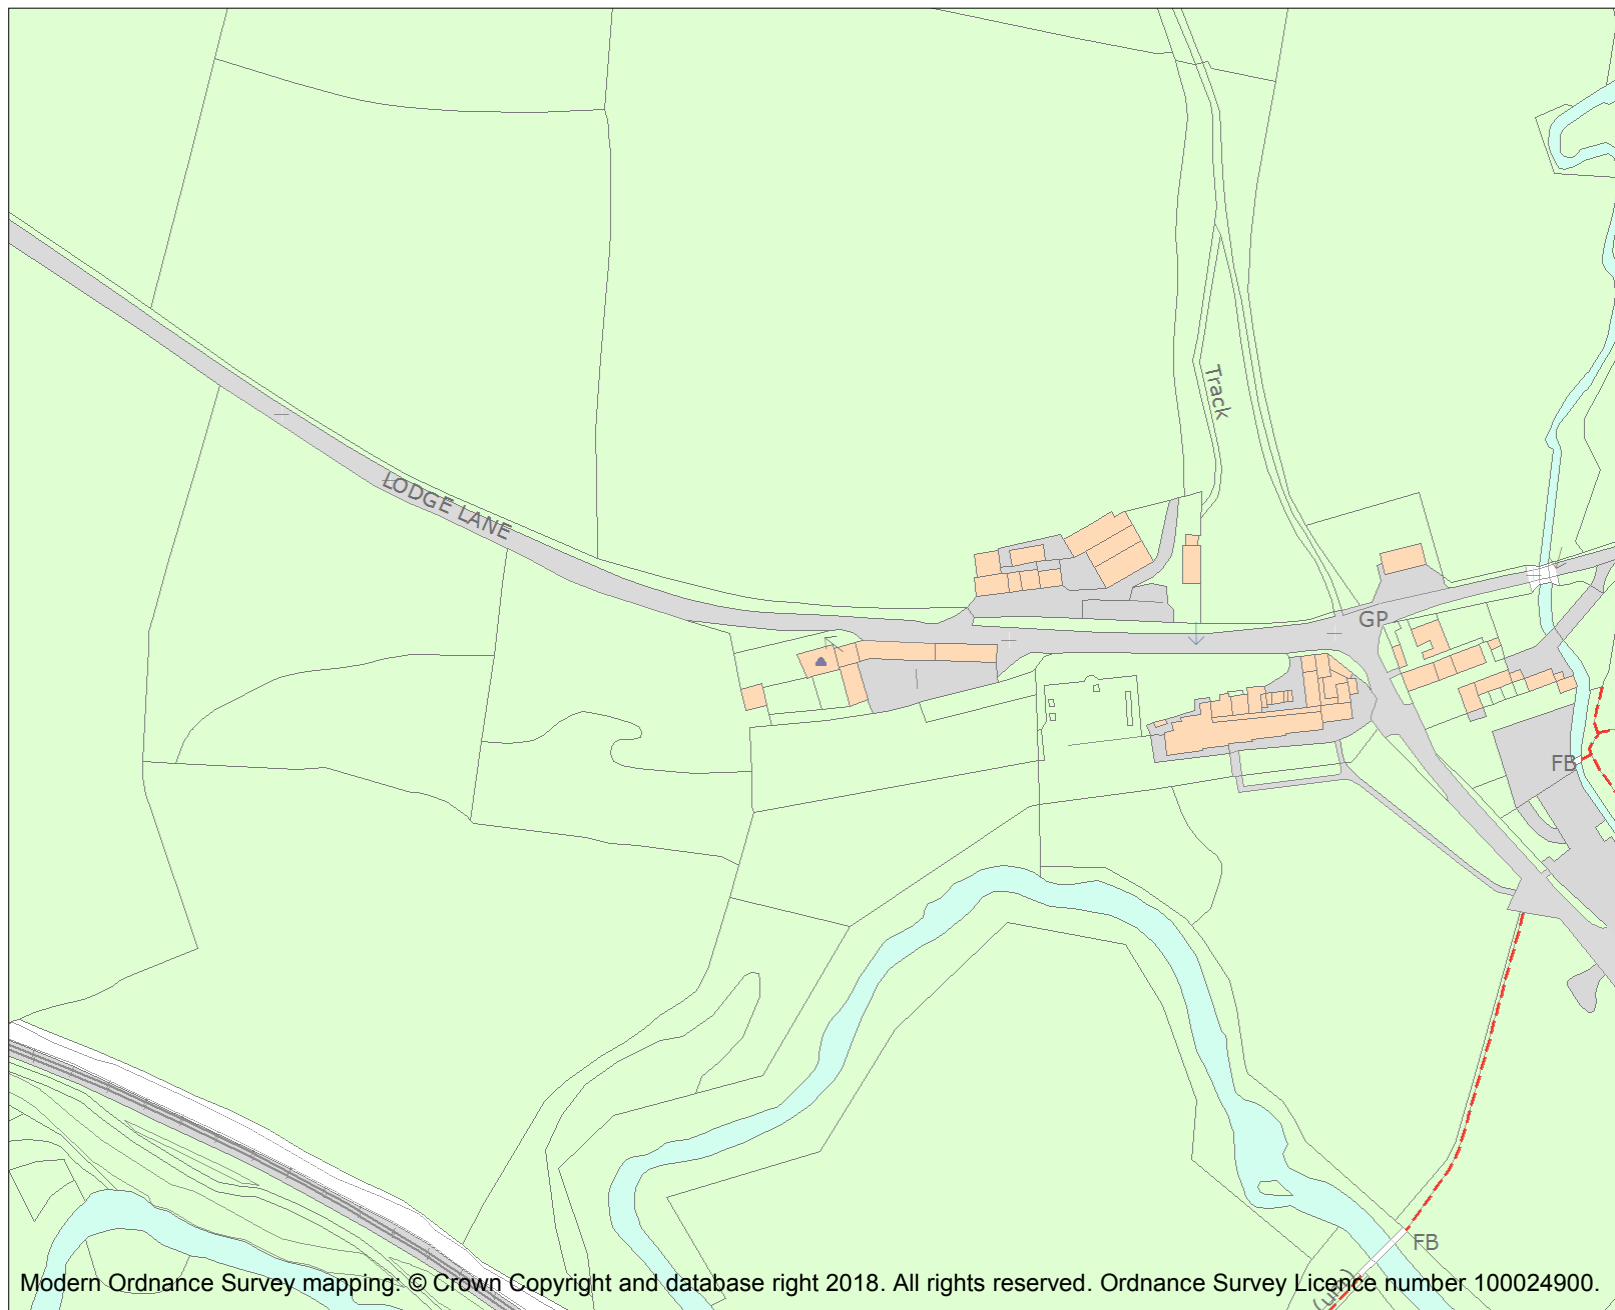 Track
LODGE LANE
GP
FB
FB
(um)
Modern Ordnance Survey mapping: © Crown Copyright and database right 2018. All rights reserved. Ordnance Survey Licence number 100024900.